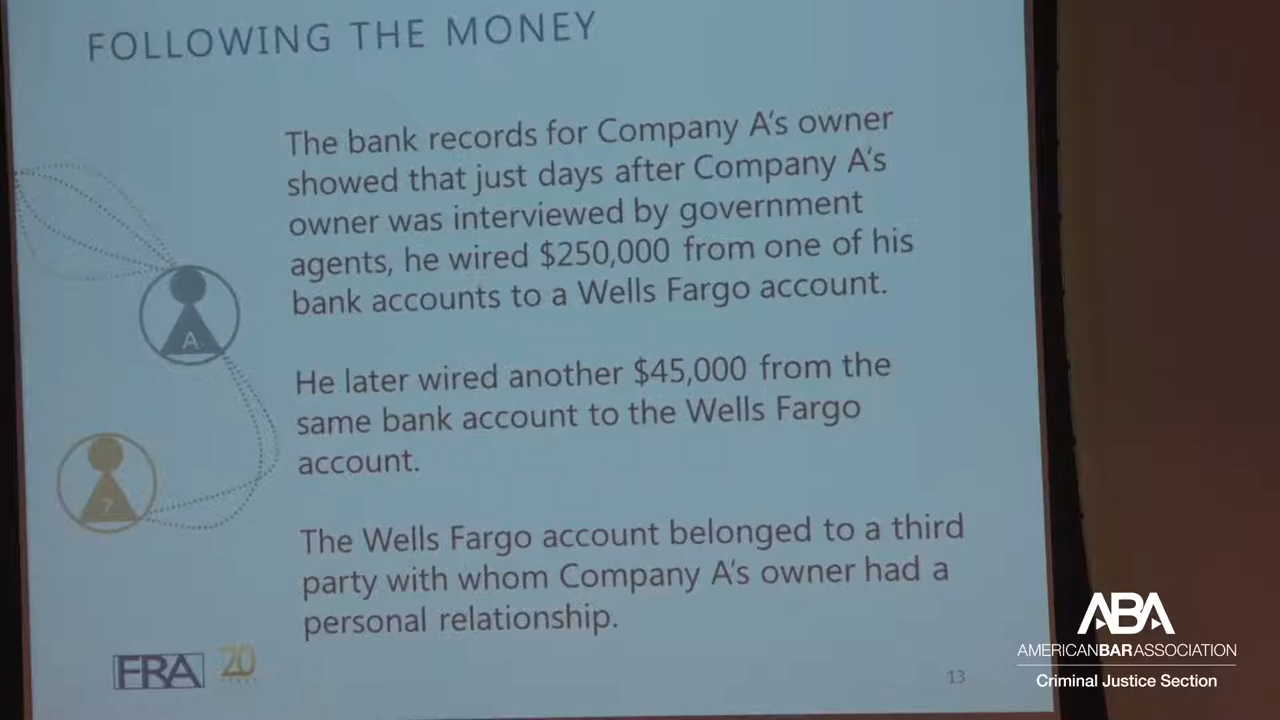 FOLLOWING THE MONEY
The bank records for Company A's owner
showed that just days after Company A's
owner was interviewed by government
agents, he wired $250,000 from one of his
bank accounts to a Wells Fargo account.
A
He later wired another $45,000 from the
same bank account to the Wells Fargo
account.
?
The Wells Fargo account belonged to a third
party with whom Company A's owner had a
personal relationship.
FRA 20
YEARS
13
ABA
AMERICANBARASSOCIATION
Criminal Justice Section